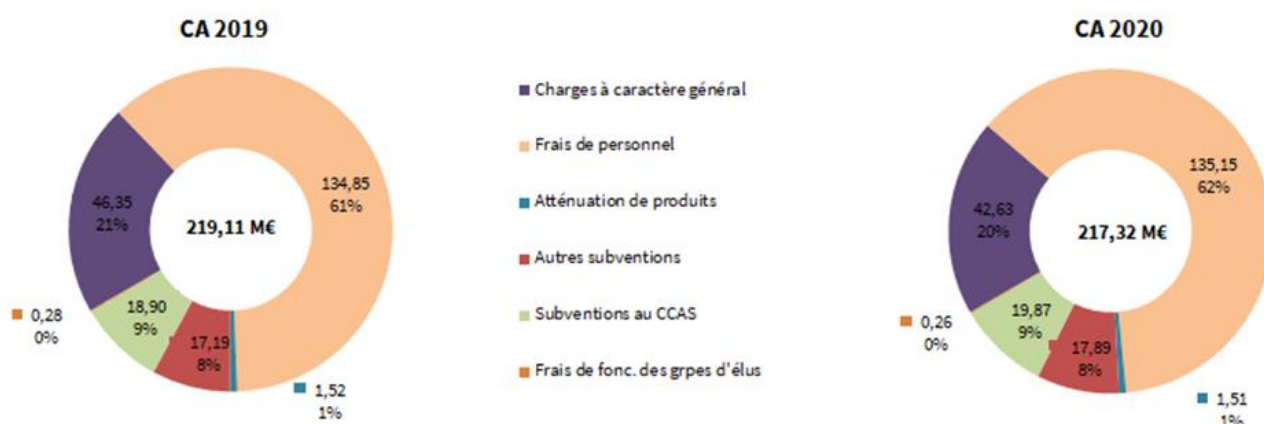 CA 2019
134,85
61%
46,35
21%
219,11 M€
18,90
9%
17,19
8%
0,28
0%
1,52
1%
Charges à caractère général
Frais de personnel
Atténuation de produits
Autres subventions
Subventions au CCAS
Frais de fonc. des grpes d'élus
CA 2020
135,15
62%
42,63
20%
217,32 M€
19,87
9%
17,89
8%
0,26
0%
1,51
1%